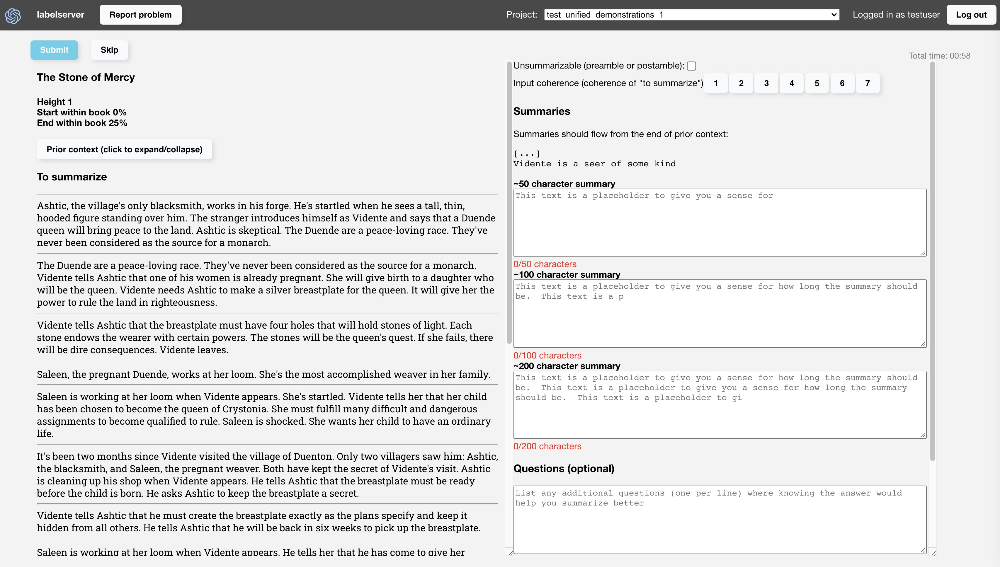 labelserver
Report problem
Project:
test_unified_demonstrations_1
Logged in as testuser
Log out
Submit
Skip
Total time: 00:58
The Stone of Mercy
Height 1
Start within book 0%
End within book 25%
Prior context (click to expand/collapse)
To summarize
Ashtic, the village's only blacksmith, works in his forge. He's startled when he sees a tall, thin,
hooded figure standing over him. The stranger introduces himself as Vidente and says that a Duende
queen will bring peace to the land. Ashtic is skeptical. The Duende are a peace-loving race. They've
never been considered as the source for a monarch.
The Duende are a peace-loving race. They've never been considered as the source for a monarch.
Vidente tells Ashtic that one of his women is already pregnant. She will give birth to a daughter who
will be the queen. Vidente needs Ashtic to make a silver breastplate for the queen. It will give her the
power to rule the land in righteousness.
Vidente tells Ashtic that the breastplate must have four holes that will hold stones of light. Each
stone endows the wearer with certain powers. The stones will be the queen's quest. If she fails, there
will be dire consequences. Vidente leaves.
Saleen, the pregnant Duende, works at her loom. She's the most accomplished weaver in her family.
Saleen is working at her loom when Vidente appears. She's startled. Vidente tells her that her child
has been chosen to become the queen of Crystonia. She must fulfill many difficult and dangerous
assignments to become qualified to rule. Saleen is shocked. She wants her child to have an ordinary
life.
It's been two months since Vidente visited the village of Duenton. Only two villagers saw him: Ashtic,
the blacksmith, and Saleen, the pregnant weaver. Both have kept the secret of Vidente's visit. Ashtic
is cleaning up his shop when Vidente appears. He tells Ashtic that the breastplate must be ready
before the child is born. He asks Ashtic to keep the breastplate a secret.
Vidente tells Ashtic that he must create the breastplate exactly as the plans specify and keep it
hidden from all others. He tells Ashtic that he will be back in six weeks to pick up the breastplate.
Saleen is working at her loom when Vidente appears. He tells her that he has come to give her
Unsummarizable (preamble or postamble):
Input coherence (coherence of "to summarize") 1 2 3 4 5 6 7
Summaries
Summaries should flow from the end of prior context:
[...]
Vidente is a seer of some kind
~50 character summary
This text is a placeholder to give you a sense for
0/50 characters
~100 character summary
This text is a placeholder to give you a sense for how long the summary should
be.  This text is a p
0/100 characters
~200 character summary
This text is a placeholder to give you a sense for how long the summary should
be.  This text is a placeholder to give you a sense for how long the summary
should be.  This text is a placeholder to gi
0/200 characters
Questions (optional)
List any additional questions (one per line) where knowing the answer would
help you summarize better